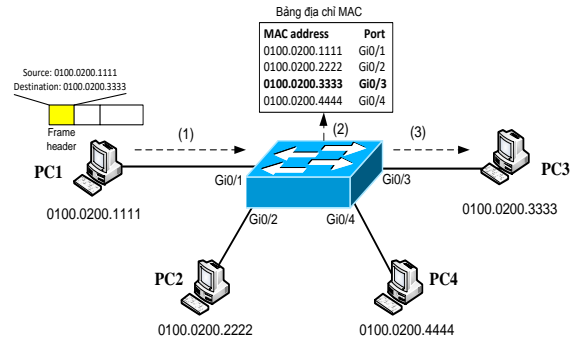 Bảng địa chỉ MAC
MAC address Port
0100.0200.1111 Gi0/1
0100.0200.2222 Gi0/2
0100.0200.3333 Gi0/3
0100.0200.4444 Gi0/4
Source: 0100.0200.1111
Destination: 0100.0200.3333
Frame
header
(1)
(2)
(3)
PC1
Gi0/1
Gi0/3
PC3
0100.0200.1111
0100.0200.3333
Gi0/2
Gi0/4
PC2
PC4
0100.0200.2222
0100.0200.4444